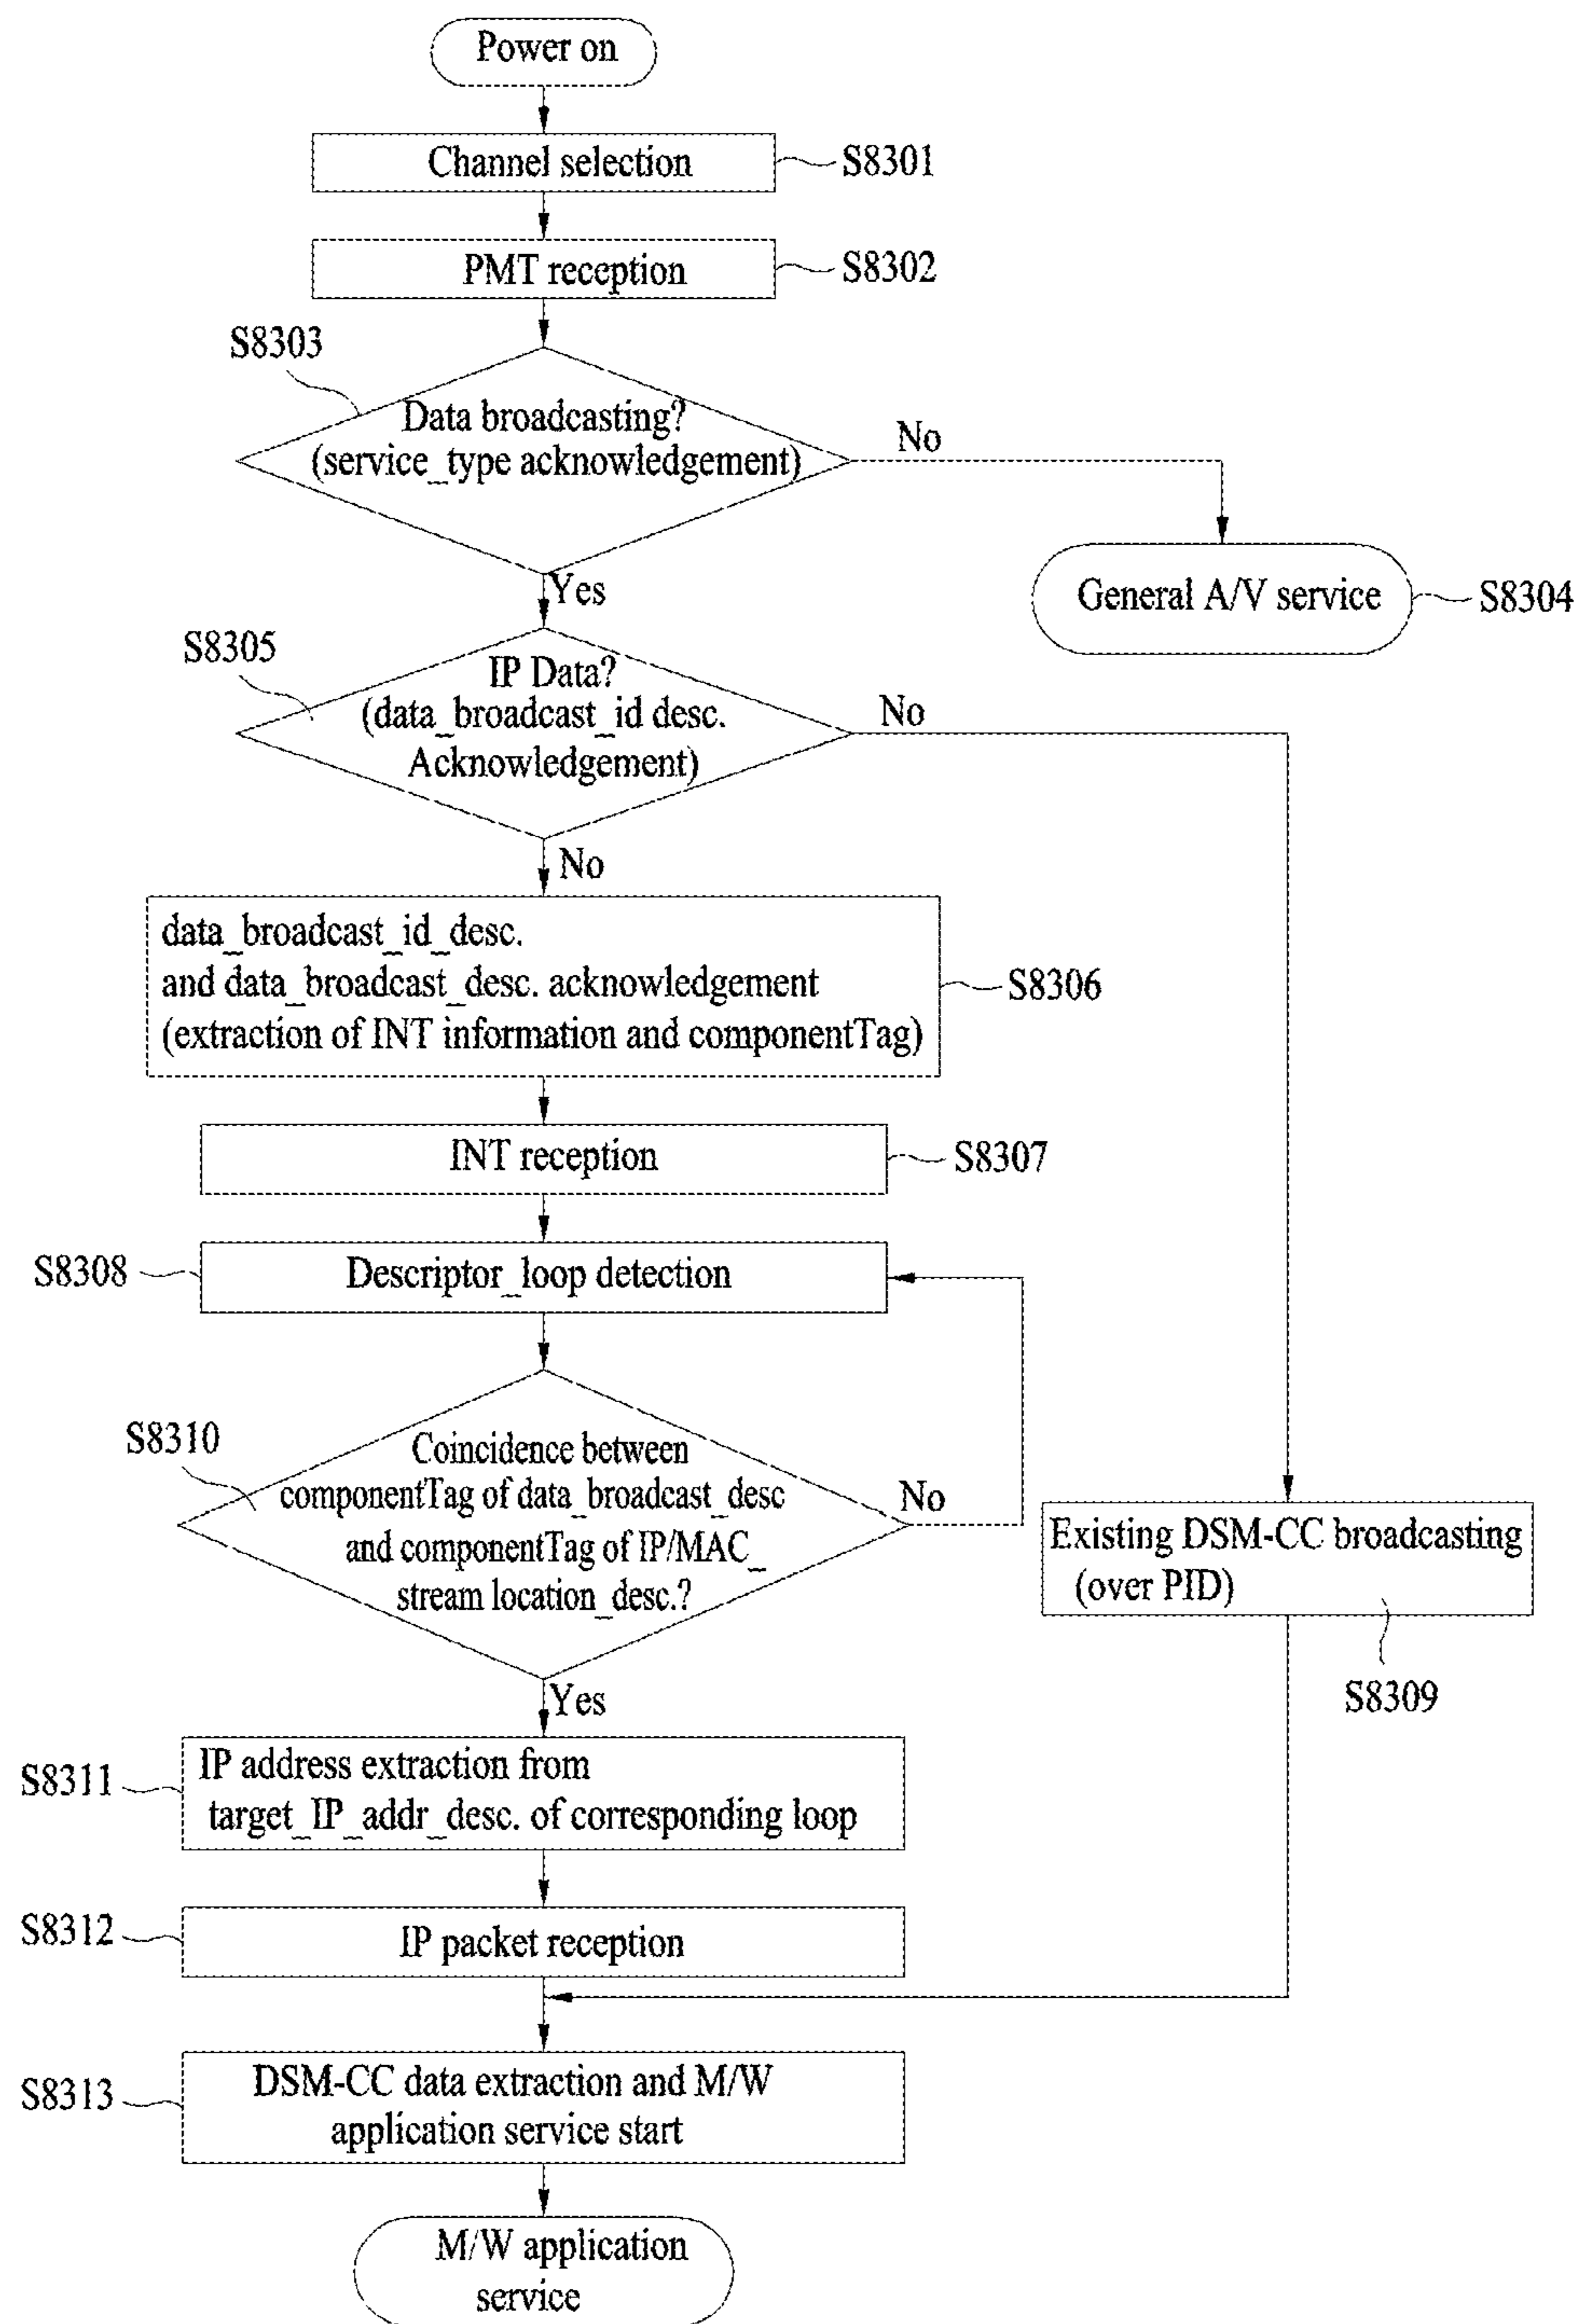 Power on
Channel selection
S8301
PMT reception
S8302
S8303
Data broadcasting?
(service_type acknowledgement)
No
Yes
General A/V service
S8304
S8305
IP Data?
(data_broadcast_id desc.
Acknowledgement)
No
No
data_broadcast_id_desc.
and data_broadcast_desc. acknowledgement
(extraction of INT information and componentTag)
S8306
INT reception
S8307
S8308
Descriptor_loop detection
S8310
Coincidence between
componentTag of data_broadcast_desc
and componentTag of IP/MAC_
stream location_desc.?
No
Existing DSM-CC broadcasting
(over PID)
S8309
Yes
S8311
IP address extraction from
target_IP_addr_desc. of corresponding loop
S8312
IP packet reception
S8313
DSM-CC data extraction and M/W
application service start
M/W application
service